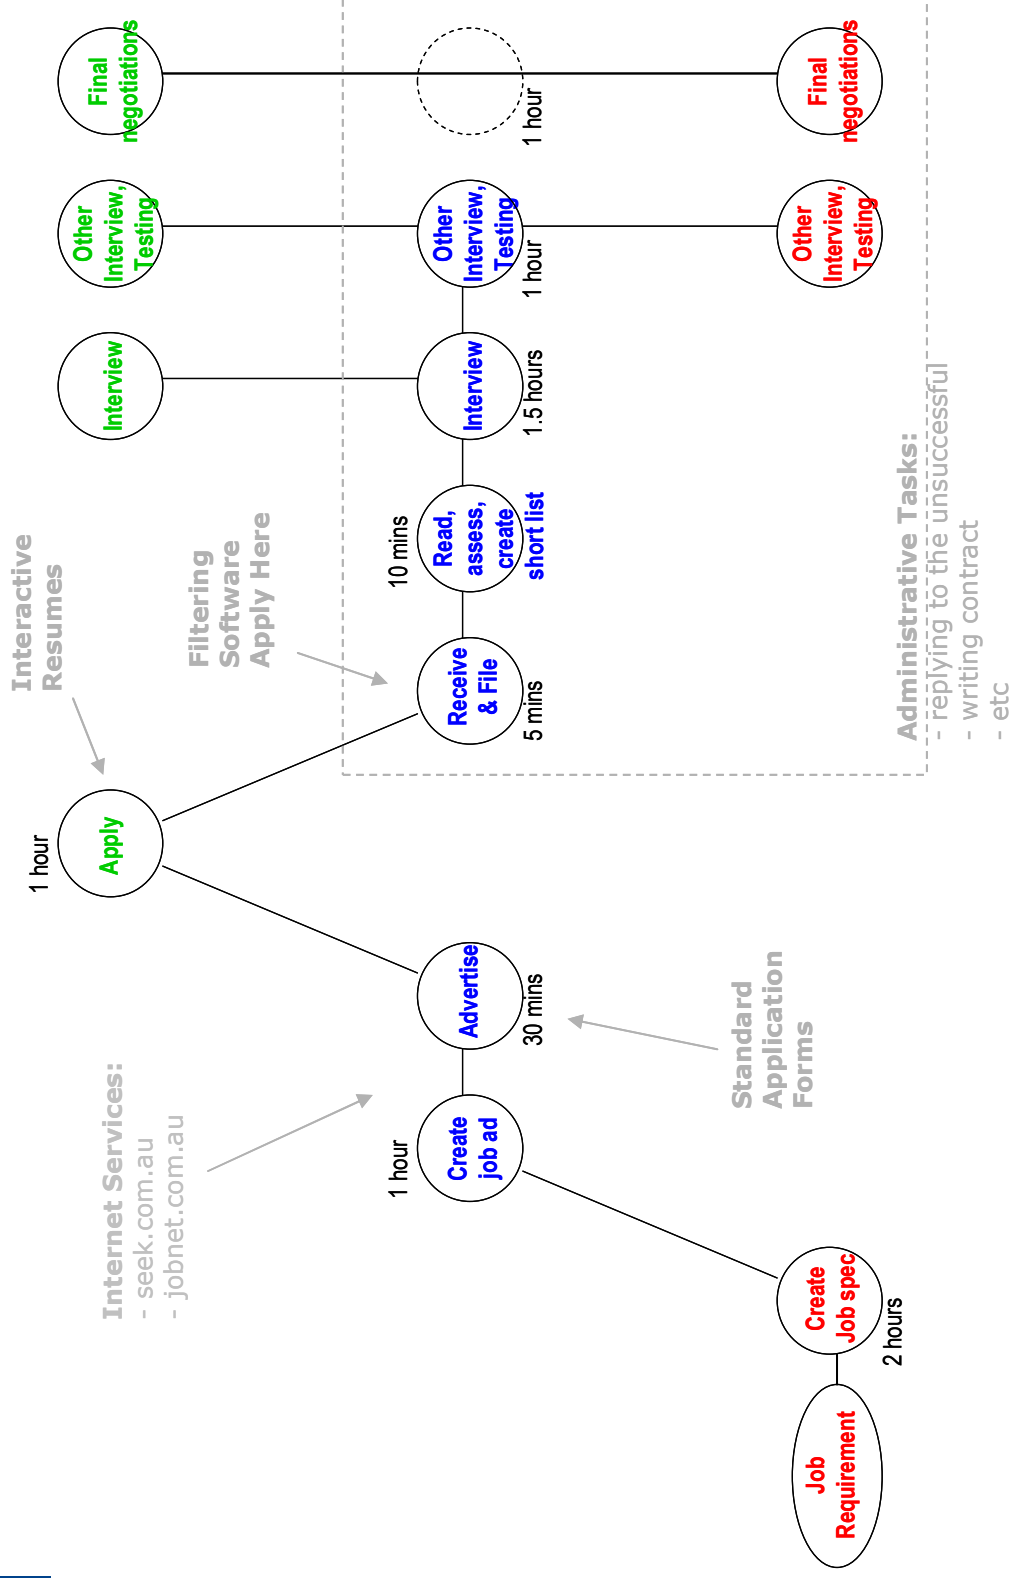 Interactive
Resumes
Filtering
Software
Apply Here
Internet Services:
- seek.com.au
- jobnet.com.au
1 hour
Apply
Interview
Other
Interview,
Testing
Final
negotiations
1 hour
Create
job ad
Advertise
30 mins
Receive
& File
5 mins
10 mins
Read,
assess,
create
short list
Interview
1.5 hours
Other
Interview,
Testing
1 hour
1 hour
Standard
Application
Forms
Job
Requirement
Create
Job spec
2 hours
Other
Interview,
Testing
Final
negotiations
Administrative Tasks:
- replying to the unsuccessful
- writing contract
- etc